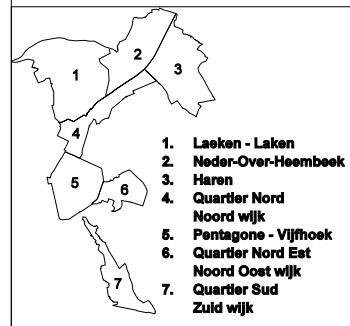 1
2
3
4
5
6
7
1. Laeken - Laken
2. Neder-Over-Heembeek
3. Haren
4. Quartier Nord
Noord wijk
5. Pentagone - Vijfhoek
6. Quartier Nord Est
Noord Oost wijk
7. Quartier Sud
Zuid wijk